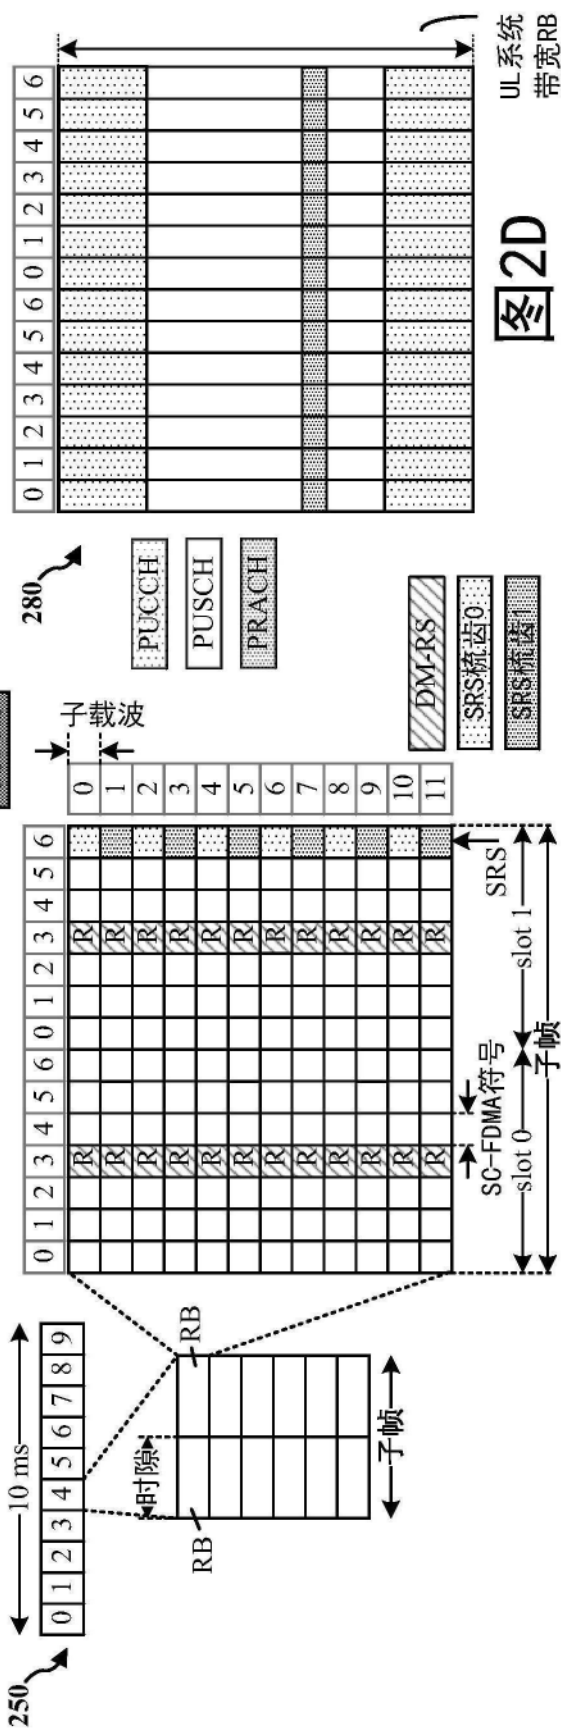 250
10 ms
0 1 2 3 4 5 6 7 8 9
时隙
RB
RB
子帧
0 1 2 3 4 5 6 0 1 2 3 4 5 6
子载波
R R 0
R R 1
R R 2
R R 3
R R 4
R R 5
R R 6
R R 7
R R 8
R R 9
R R 10
R R 11
SC-FDMA符号
SRS
slot 0
slot 1
子帧
DM-RS
SRS梳齿0
SRS梳齿1
280
PUCCH
PUSCH
PRACH
0 1 2 3 4 5 6 0 1 2 3 4 5 6
UL系统
带宽RB
图2D